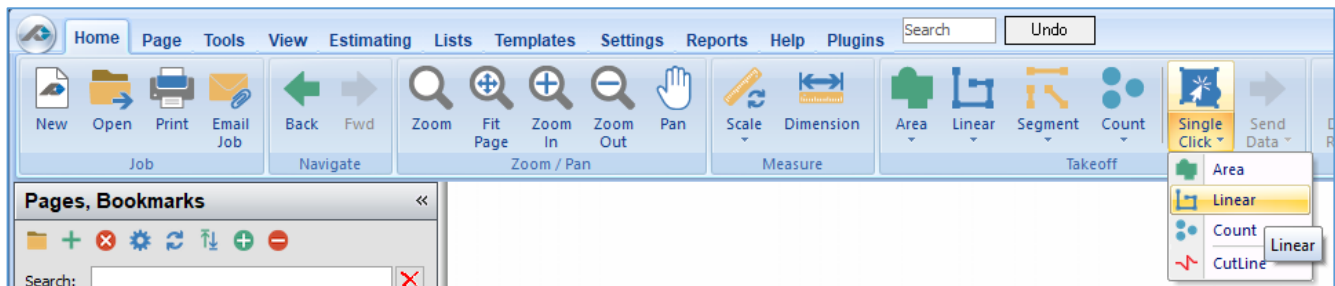 Home Page Tools View Estimating Lists Templates Settings Reports Help Plugins Search Undo
New Open Print Email Job Back Fwd Zoom Fit Page Zoom In Zoom Out Pan Scale Dimension Area Linear Segment Count Single Click Send Data
Job Navigate Zoom / Pan Measure Takeoff
Area
Pages, Bookmarks «
Linear
Count
Linear
CutLine
Search: